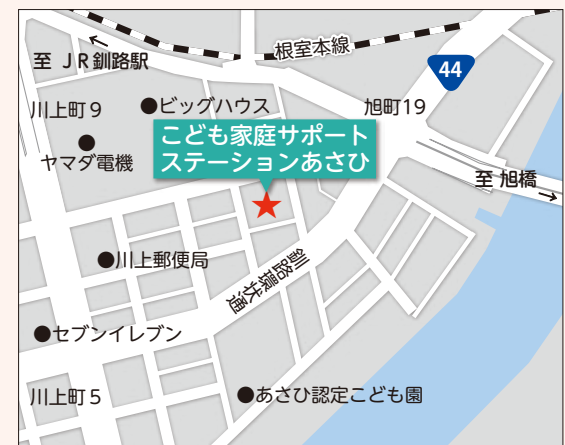 根室本線
至 JR釧路駅
44
川上町9
●ビッグハウス
旭町19
ヤマダ電機
こども家庭サポート
ステーションあさひ
至 旭橋
●川上郵便局
釧路環状通
●セブンイレブン
川上町5
●あさひ認定こども園